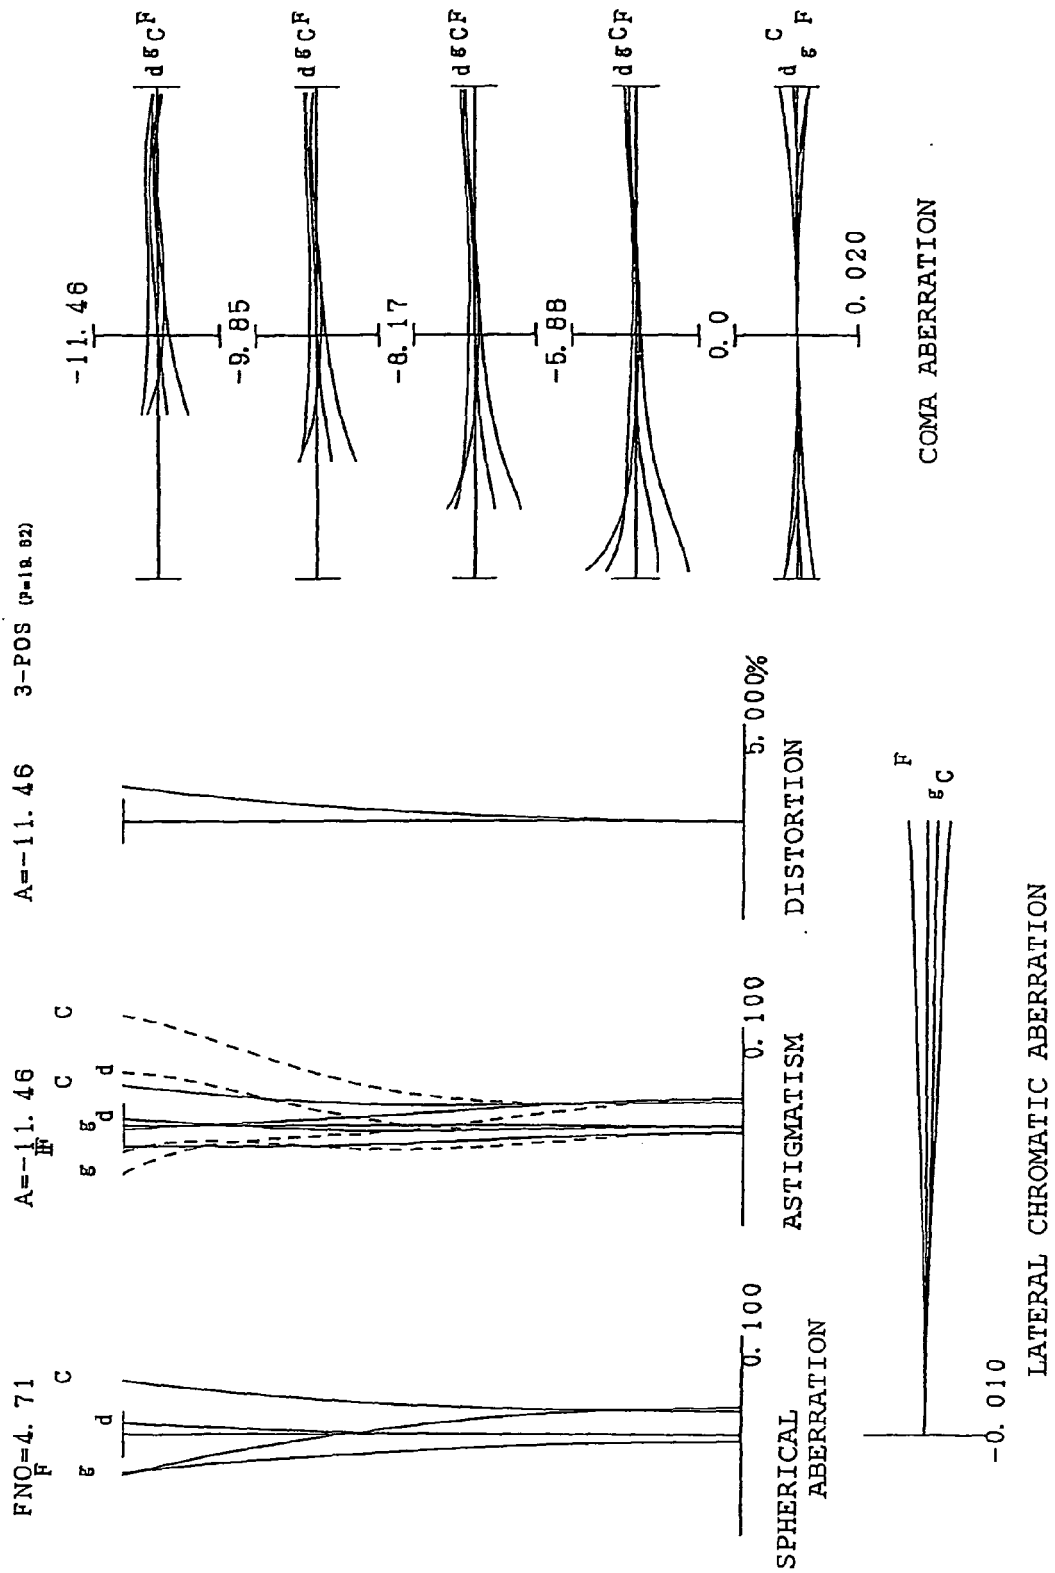 FNO=4. 71
F
g
d
C
0. 100
SPHERICAL
ABERRATION
A=-11. 46
F
g
g
d
d
C
C
0. 100
ASTIGMATISM
A=-11. 46
5. 000%
DISTORTION
3-POS
-11. 46
d g C F
-9. 85
d g C F
-8. 17
d g C F
-5. 88
d g C F
0. 0
d g C F
0. 020
COMA ABERRATION
-0. 010
F
g C
LATERAL CHROMATIC ABERRATION